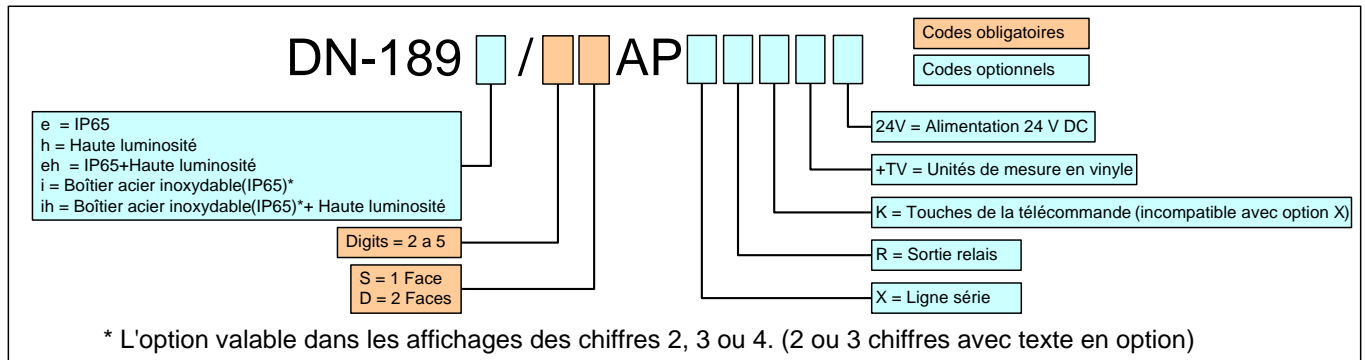 DN-189 / AP
Codes obligatoires
Codes optionnels
e = IP65
h = Haute luminosité
eh = IP65+Haute luminosité
i = Boîtier acier inoxydable(IP65)*
ih = Boîtier acier inoxydable(IP65)*+ Haute luminosité
Digits = 2 a 5
S = 1 Face
D = 2 Faces
24V = Alimentation 24 V DC
+TV = Unités de mesure en vinyle
K = Touches de la télécommande (incompatible avec option X)
R = Sortie relais
X = Ligne série
* L'option valable dans les affichages des chiffres 2, 3 ou 4. (2 ou 3 chiffres avec texte en option)